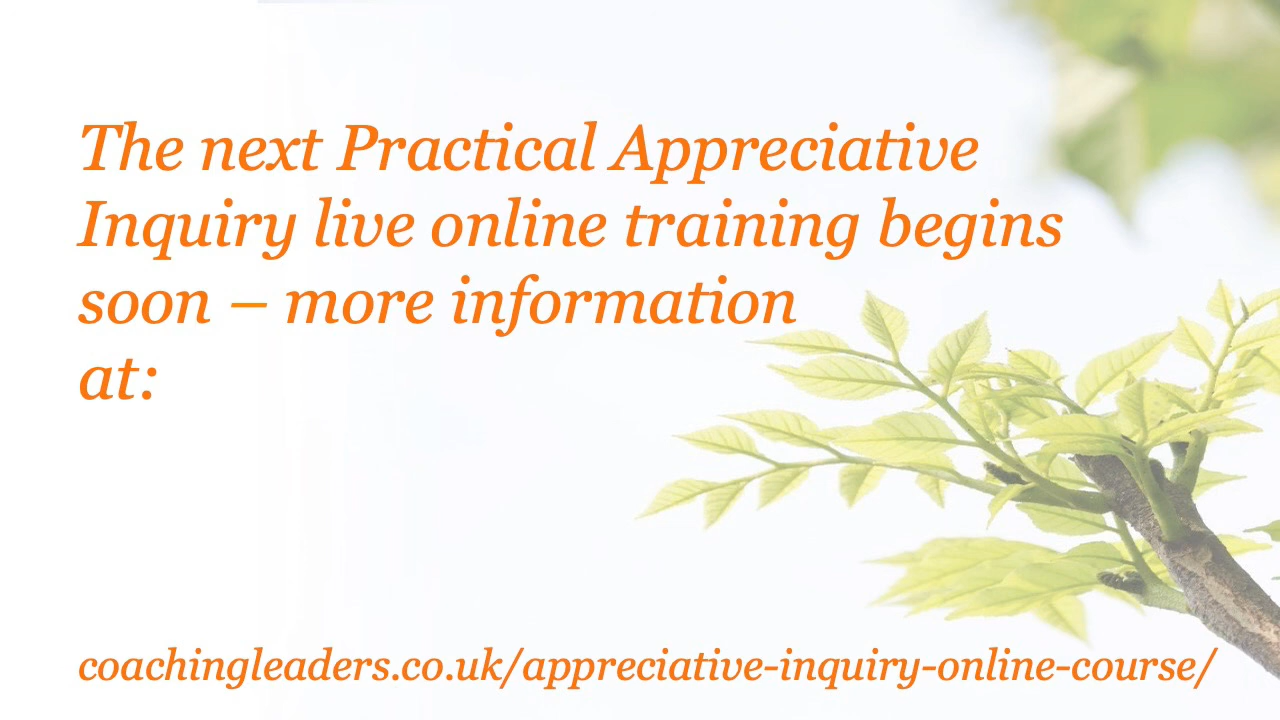 The next Practical Appreciative
Inquiry live online training begins
soon – more information
at:
coachingleaders.co.uk/appreciative-inquiry-online-course/